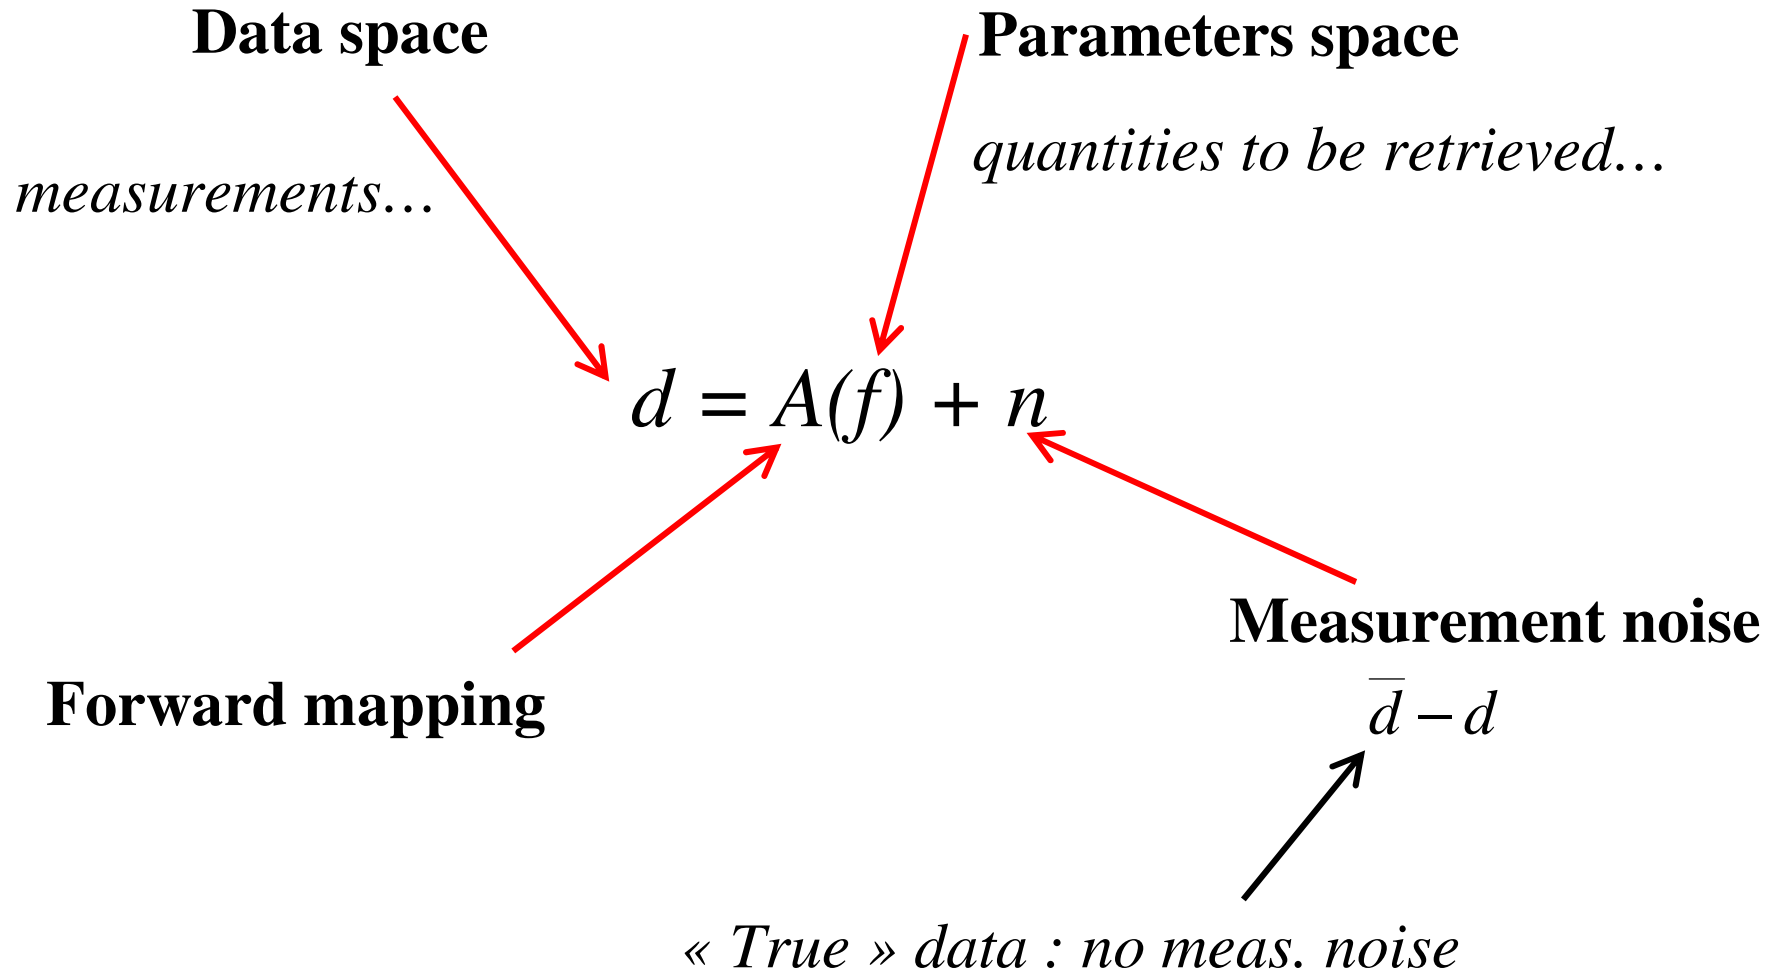 Data space
Parameters space
quantities to be retrieved…
measurements…
d = A(f) + n
Measurement noise
Forward mapping
d̅ − d
« True » data : no meas. noise